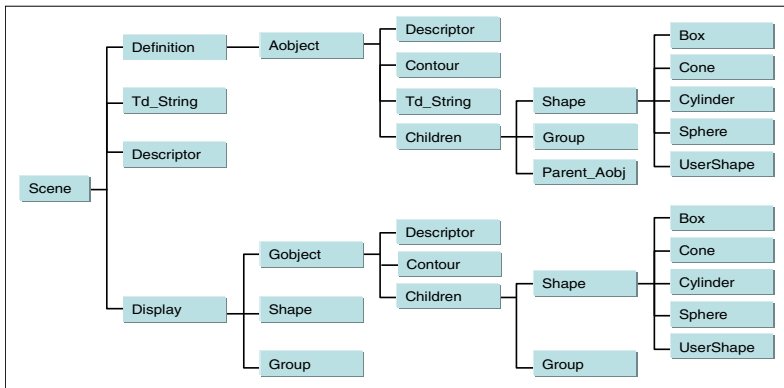 Scene
Definition
Td_String
Descriptor
Display
Aobject
Descriptor
Contour
Td_String
Children
Shape
Group
Parent_Aobj
Box
Cone
Cylinder
Sphere
UserShape
Gobject
Shape
Group
Descriptor
Contour
Children
Shape
Group
Box
Cone
Cylinder
Sphere
UserShape